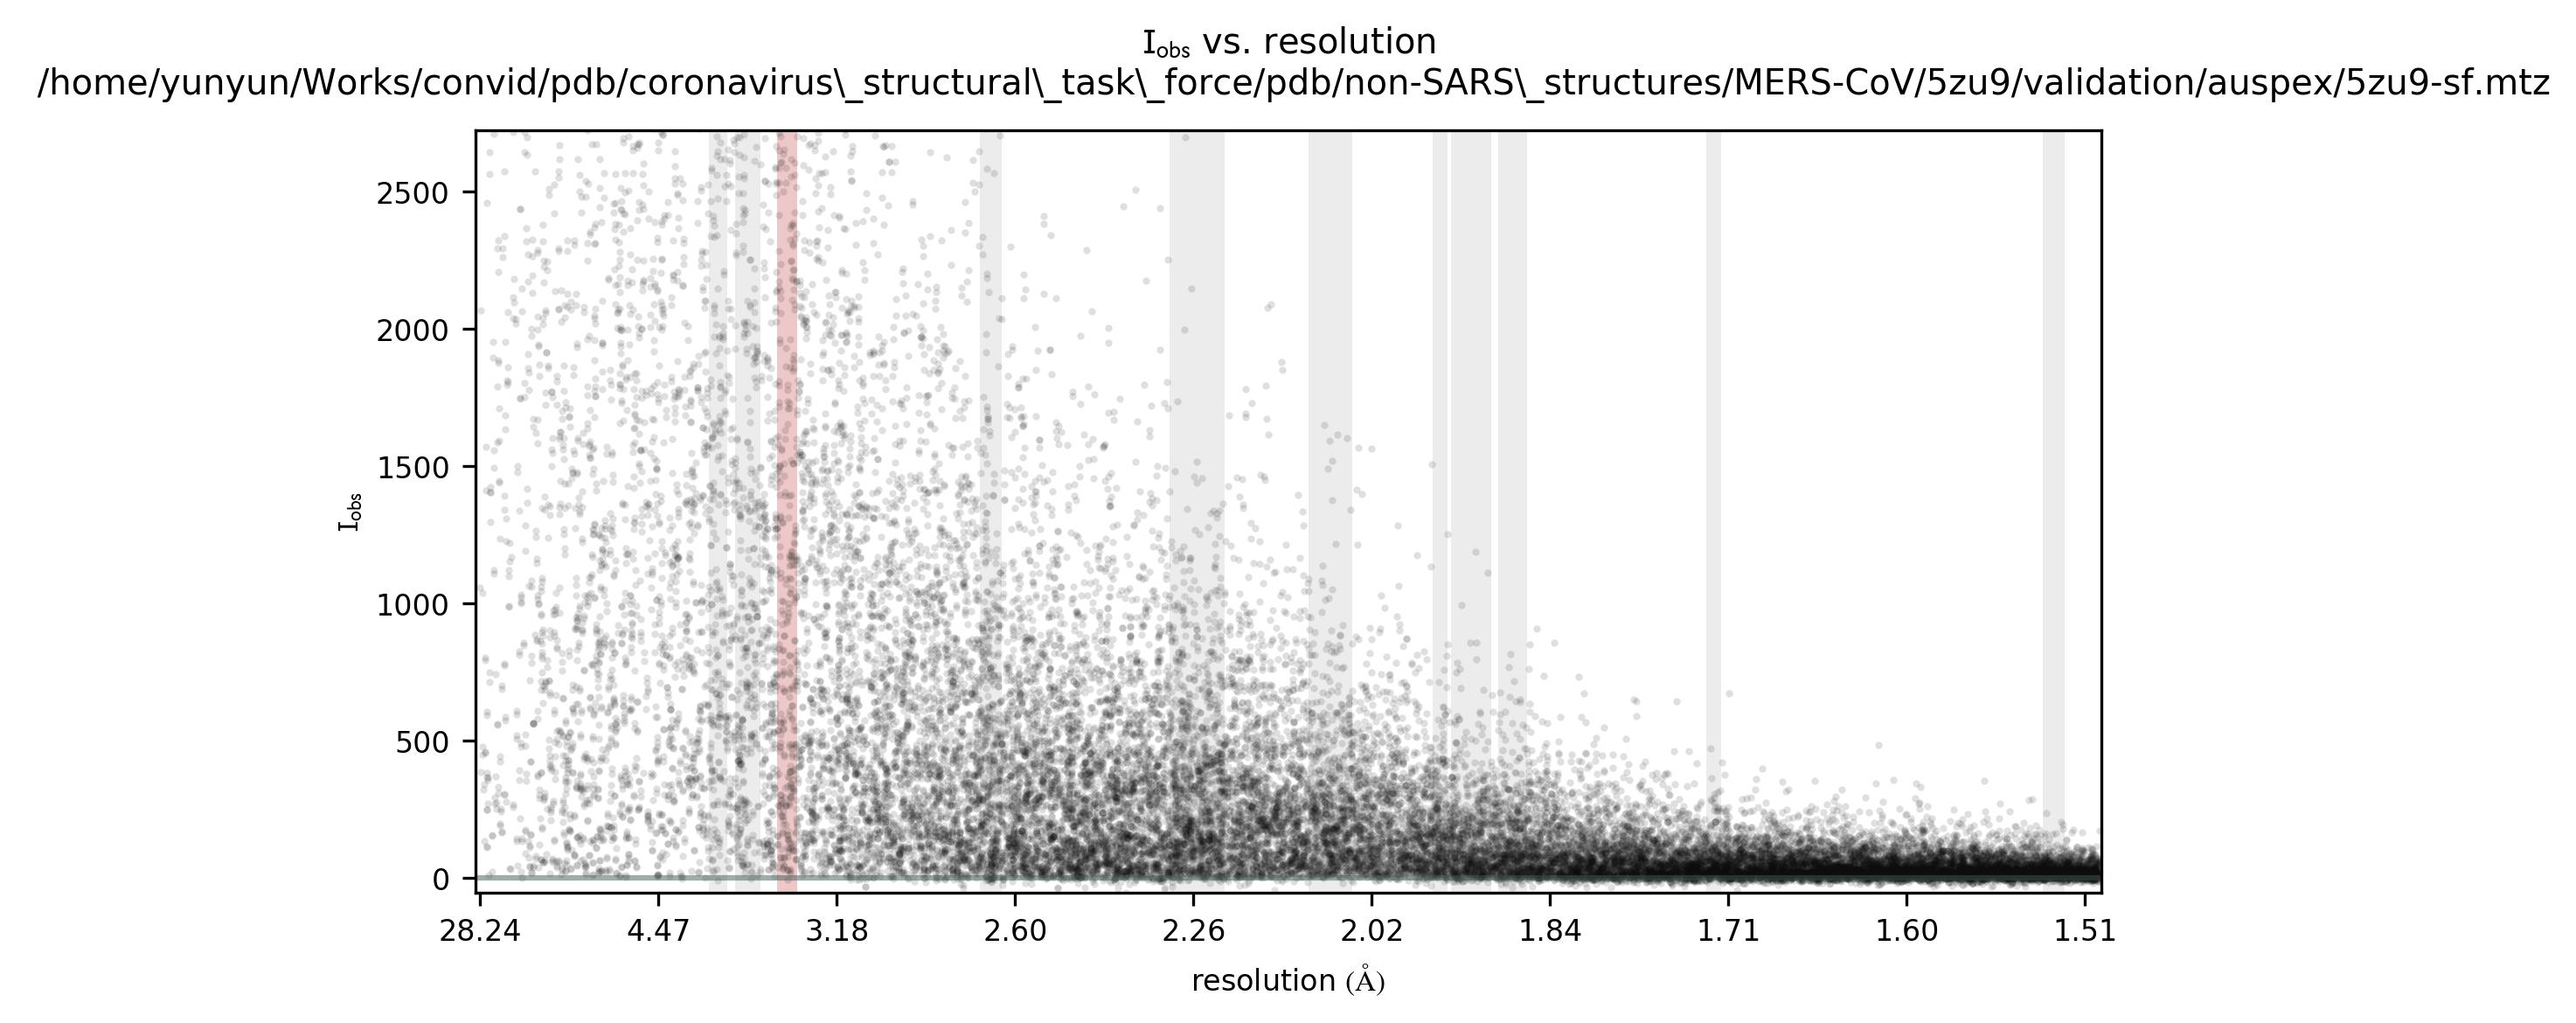 I_obs vs. resolution
/home/yunyun/Works/convid/pdb/coronavirus\_structural\_task\_force/pdb/non-SARS\_structures/MERS-CoV/5zu9/validation/auspex/5zu9-sf.mtz
2500
2000
1500
1000
500
0
I_obs
28.24 4.47 3.18 2.60 2.26 2.02 1.84 1.71 1.60 1.51
resolution (Å)